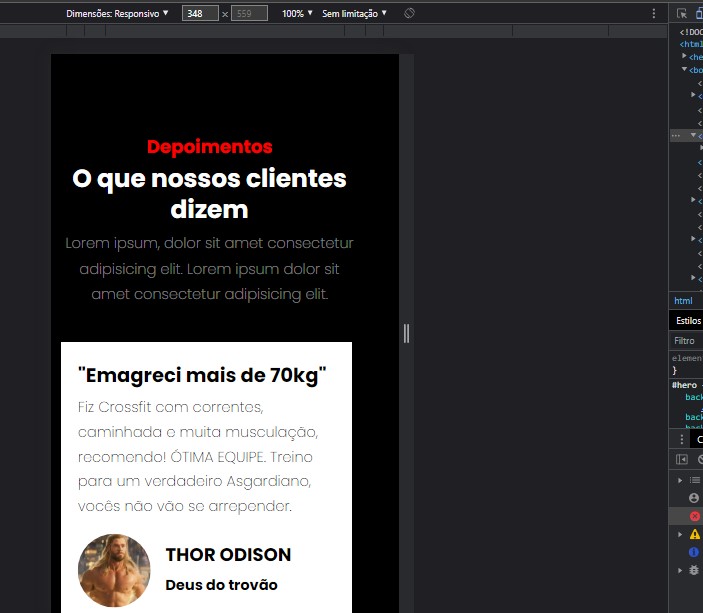 Dimensões: Responsivo ▼ 348 × 559 100% ▼ Sem limitação ▼
<!DOC
<html
<he
<bo
Depoimentos
O que nossos clientes
dizem
Lorem ipsum, dolor sit amet consectetur
adipisicing elit. Lorem ipsum dolor sit
amet consectetur adipisicing elit.
"Emagreci mais de 70kg"
Fiz Crossfit com correntes,
caminhada e muita musculação,
recomendo! ÓTIMA EQUIPE. Treino
para um verdadeiro Asgardiano,
vocês não vão se arrepender.
THOR ODISON
Deus do trovão
html
Estilos
Filtro
elemen
}
#hero
back
back